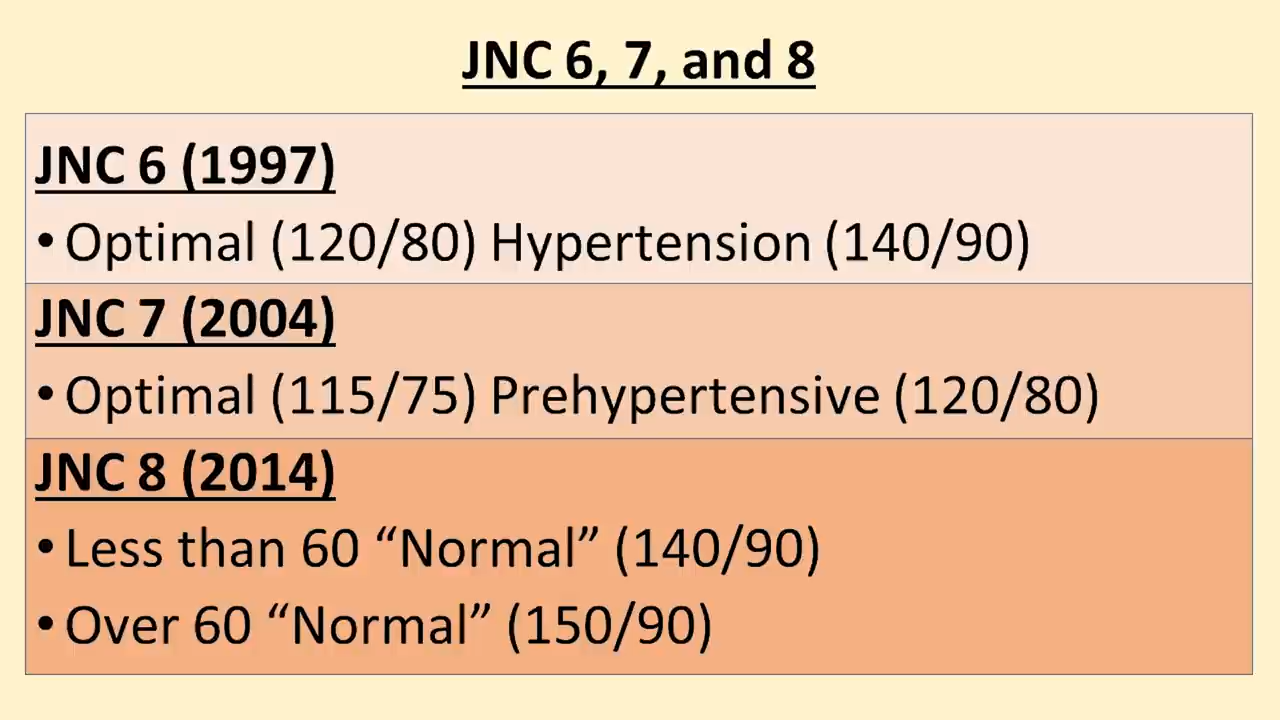 JNC 6, 7, and 8
JNC 6 (1997)
• Optimal (120/80) Hypertension (140/90)
JNC 7 (2004)
• Optimal (115/75) Prehypertensive (120/80)
JNC 8 (2014)
• Less than 60 “Normal” (140/90)
• Over 60 “Normal” (150/90)